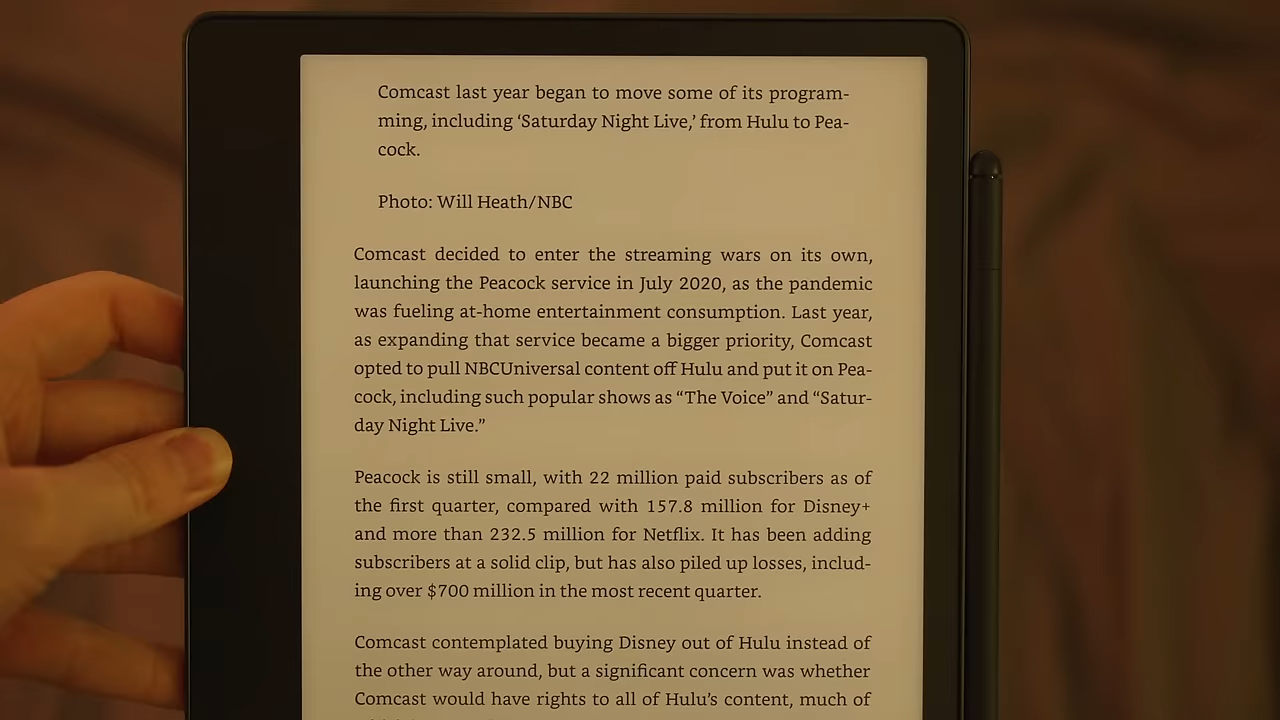 Comcast last year began to move some of its program-
ming, including ‘Saturday Night Live,’ from Hulu to Pea-
cock.
Photo: Will Heath/NBC
Comcast decided to enter the streaming wars on its own,
launching the Peacock service in July 2020, as the pandemic
was fueling at-home entertainment consumption. Last year,
as expanding that service became a bigger priority, Comcast
opted to pull NBCUniversal content off Hulu and put it on Pea-
cock, including such popular shows as “The Voice” and “Satur-
day Night Live.”
Peacock is still small, with 22 million paid subscribers as of
the first quarter, compared with 157.8 million for Disney+
and more than 232.5 million for Netflix. It has been adding
subscribers at a solid clip, but has also piled up losses, includ-
ing over $700 million in the most recent quarter.
Comcast contemplated buying Disney out of Hulu instead of
the other way around, but a significant concern was whether
Comcast would have rights to all of Hulu’s content, much of